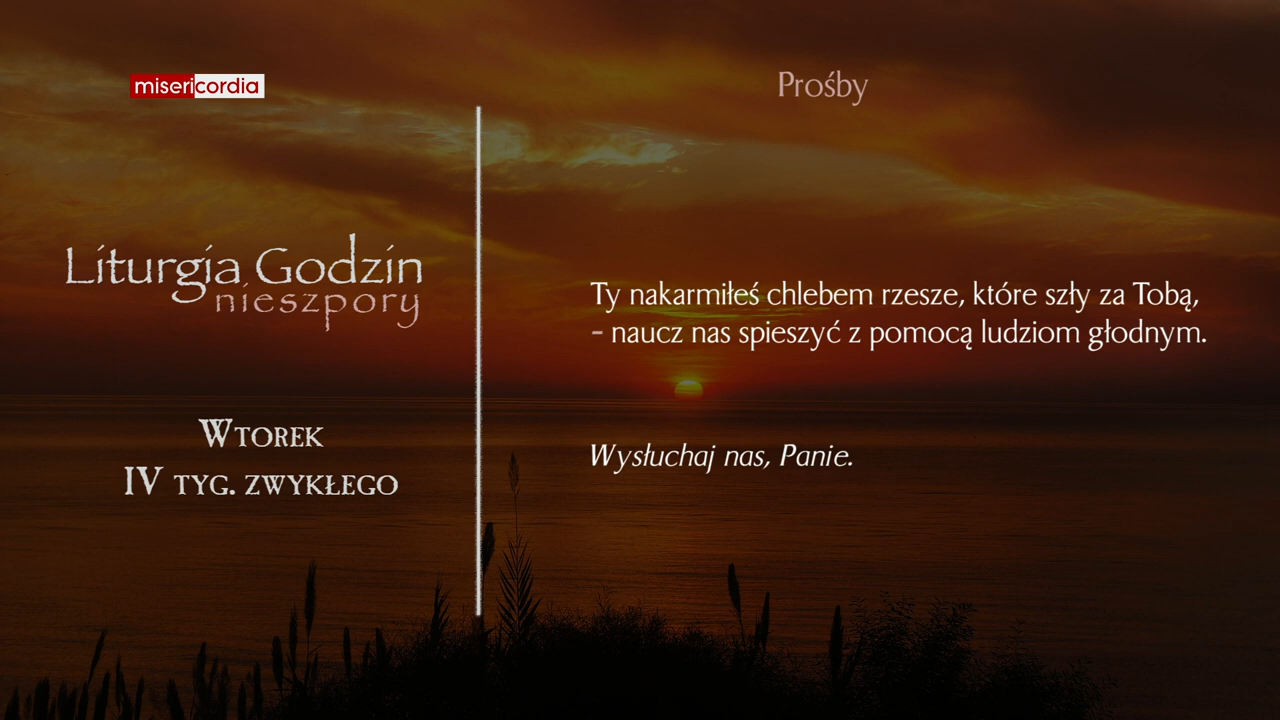 misericordia
Prośby
Liturgia Godzin
nieszpory
Ty nakarmiłeś chlebem rzesze, które szły za Tobą,
- naucz nas spieszyć z pomocą ludziom głodnym.
Wtorek
IV tyg. zwykłego
Wysłuchaj nas, Panie.